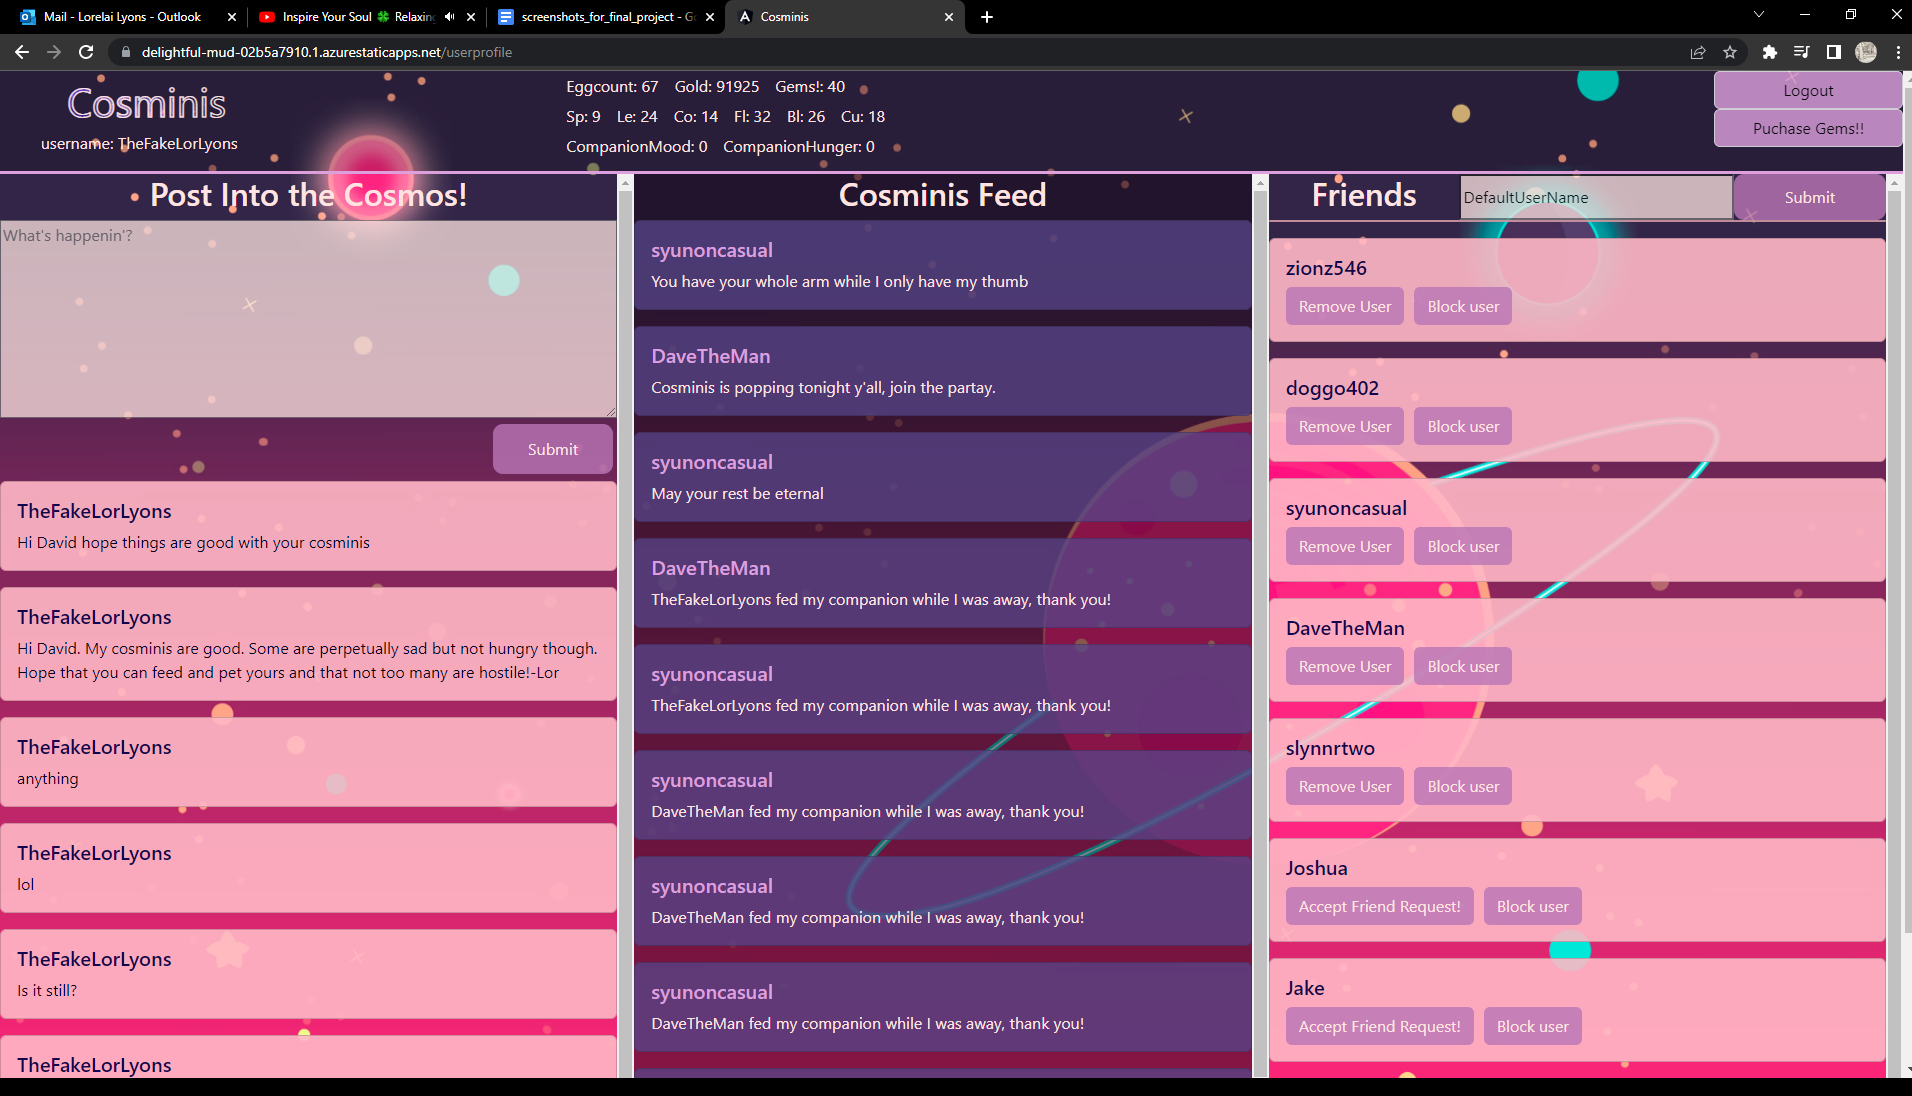 Mail - Lorelai Lyons - Outlook
Inspire Your Soul 🍀 Relaxing
screenshots_for_final_project - Go
Cosminis
delightful-mud-02b5a7910.1.azurestaticapps.net/userprofile
Cosminis
username: TheFakeLorLyons
Eggcount: 67 Gold: 91925 Gems!: 40
Sp: 9 Le: 24 Co: 14 Fl: 32 Bl: 26 Cu: 18
CompanionMood: 0 CompanionHunger: 0
Logout
Puchase Gems!!
Post Into the Cosmos!
What's happenin'?
Submit
TheFakeLorLyons
Hi David hope things are good with your cosminis
TheFakeLorLyons
Hi David. My cosminis are good. Some are perpetually sad but not hungry though.
Hope that you can feed and pet yours and that not too many are hostile!-Lor
TheFakeLorLyons
anything
TheFakeLorLyons
lol
TheFakeLorLyons
Is it still?
TheFakeLorLyons
Cosminis Feed
syunoncasual
You have your whole arm while I only have my thumb
DaveTheMan
Cosminis is popping tonight y'all, join the partay.
syunoncasual
May your rest be eternal
DaveTheMan
TheFakeLorLyons fed my companion while I was away, thank you!
syunoncasual
TheFakeLorLyons fed my companion while I was away, thank you!
syunoncasual
DaveTheMan fed my companion while I was away, thank you!
syunoncasual
DaveTheMan fed my companion while I was away, thank you!
syunoncasual
DaveTheMan fed my companion while I was away, thank you!
Friends
DefaultUserName
Submit
zionz546
Remove User Block user
doggo402
Remove User Block user
syunoncasual
Remove User Block user
DaveTheMan
Remove User Block user
slynnrtwo
Remove User Block user
Joshua
Accept Friend Request! Block user
Jake
Accept Friend Request! Block user